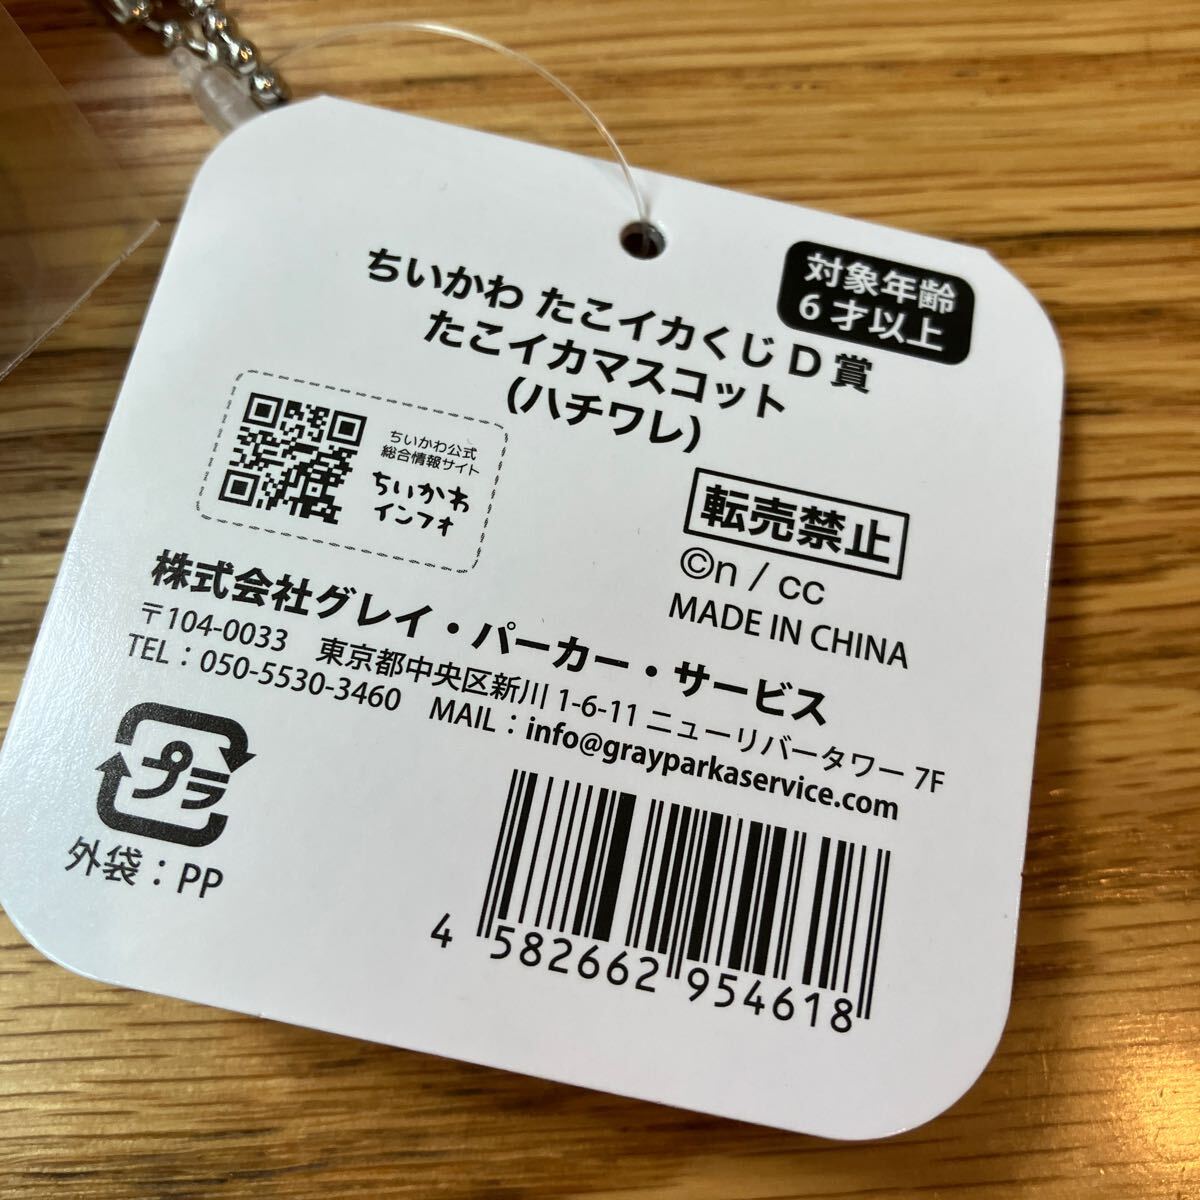 対象年齢
6才以上
ちいかわ たこイカくじ D 賞
たこイカマスコット
(ハチワレ)
ちいかわ公式
総合情報サイト
ちいかわ
インフォ
転売禁止
©n / cc
MADE IN CHINA
株式会社グレイ・パーカー・サービス
〒104-0033 東京都中央区新川 1-6-11 ニューリバータワー 7F
TEL:050-5530-3460 MAIL:info@grayparkaservice.com
プラ
外袋:PP
4 582662 954618